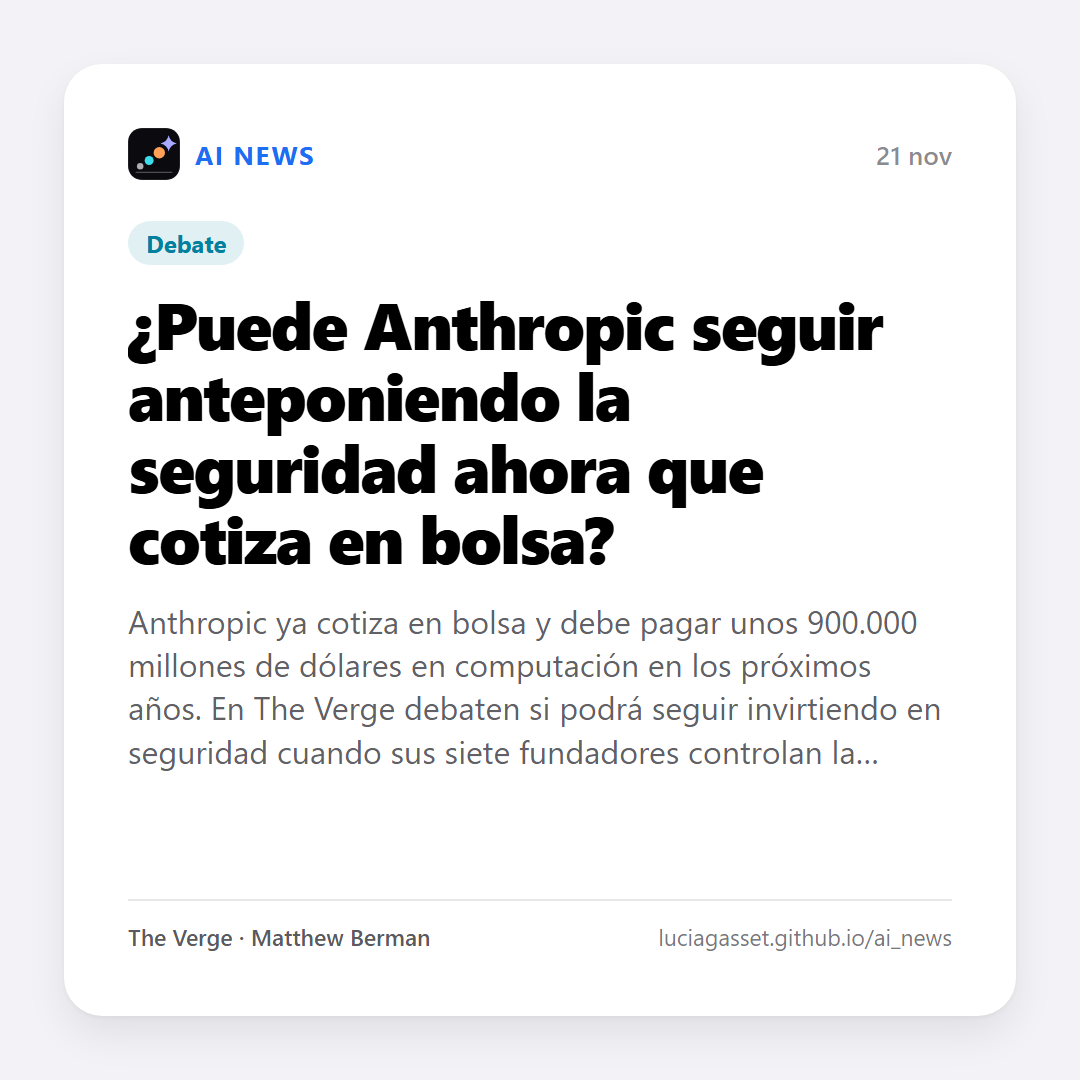 AI NEWS
21 nov
Debate
¿Puede Anthropic seguir
anteponiendo la
seguridad ahora que
cotiza en bolsa?
Anthropic ya cotiza en bolsa y debe pagar unos 900.000
millones de dólares en computación en los próximos
años. En The Verge debaten si podrá seguir invirtiendo en
seguridad cuando sus siete fundadores controlan la...
The Verge · Matthew Berman
luciagasset.github.io/ai_news